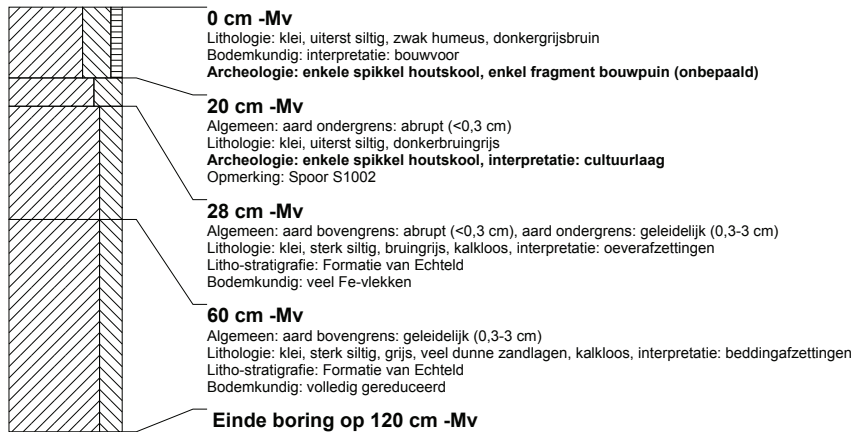 0 cm -Mv
Lithologie: klei, uiterst siltig, zwak humeus, donkergrijsbruin
Bodemkundig: interpretatie: bouwvoor
Archeologie: enkele spikkel houtskool, enkel fragment bouwpuin (onbepaald)
20 cm -Mv
Algemeen: aard ondergrens: abrupt (<0,3 cm)
Lithologie: klei, uiterst siltig, donkerbruingrijs
Archeologie: enkele spikkel houtskool, interpretatie: cultuurlaag
Opmerking: Spoor S1002
28 cm -Mv
Algemeen: aard bovengrens: abrupt (<0,3 cm), aard ondergrens: geleidelijk (0,3-3 cm)
Lithologie: klei, sterk siltig, bruingrijs, kalkloos, interpretatie: oeverafzettingen
Litho-stratigrafie: Formatie van Echteld
Bodemkundig: veel Fe-vlekken
60 cm -Mv
Algemeen: aard bovengrens: geleidelijk (0,3-3 cm)
Lithologie: klei, sterk siltig, grijs, veel dunne zandlagen, kalkloos, interpretatie: beddingafzettingen
Litho-stratigrafie: Formatie van Echteld
Bodemkundig: volledig gereduceerd
Einde boring op 120 cm -Mv